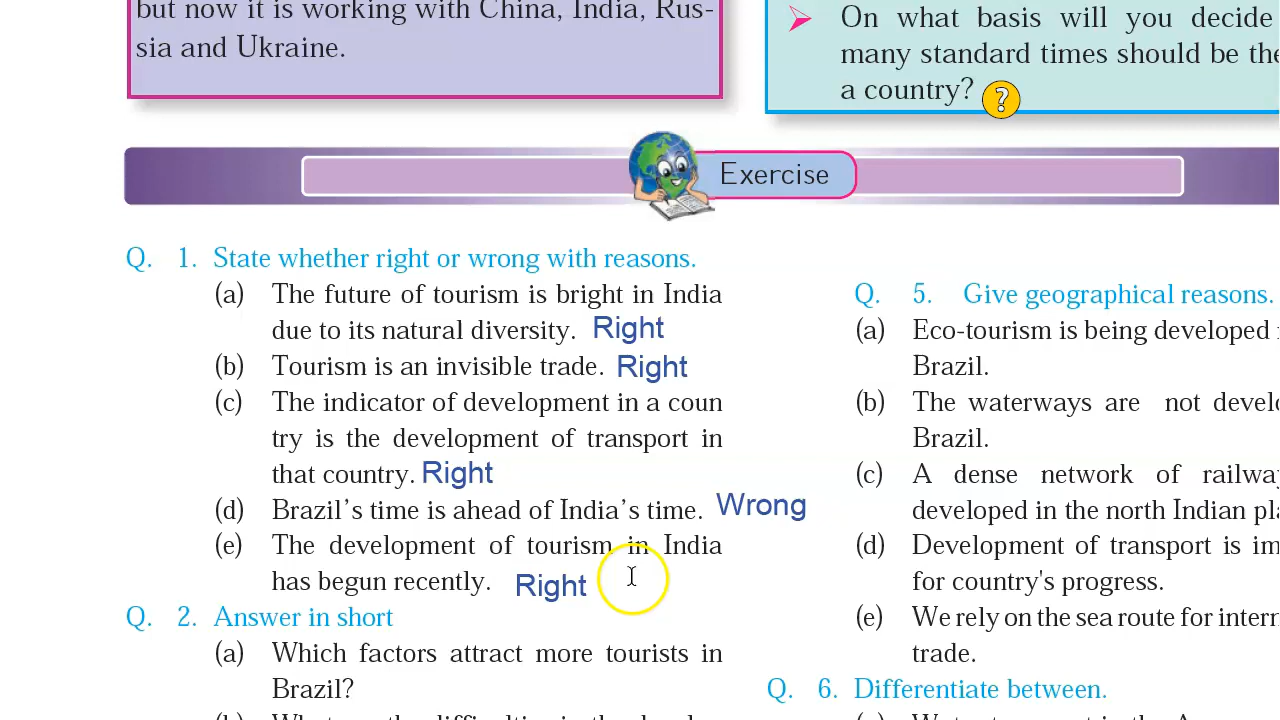 but now it is working with China, India, Rus-
sia and Ukraine.
On what basis will you decide
many standard times should be the
a country? ?
Exercise
Q. 1. State whether right or wrong with reasons.
(a) The future of tourism is bright in India
due to its natural diversity. Right
(b) Tourism is an invisible trade. Right
(c) The indicator of development in a coun
try is the development of transport in
that country. Right
(d) Brazil's time is ahead of India's time. Wrong
(e) The development of tourism in India
has begun recently. Right
Q. 2. Answer in short
(a) Which factors attract more tourists in
Brazil?
Q. 5. Give geographical reasons.
(a) Eco-tourism is being developed
Brazil.
(b) The waterways are not
Brazil.
(c) A dense network of
developed in the north Indian
(d) Development of transport is
for country's progress.
(e) We rely on the sea route for
trade.
Q. 6. Differentiate between.